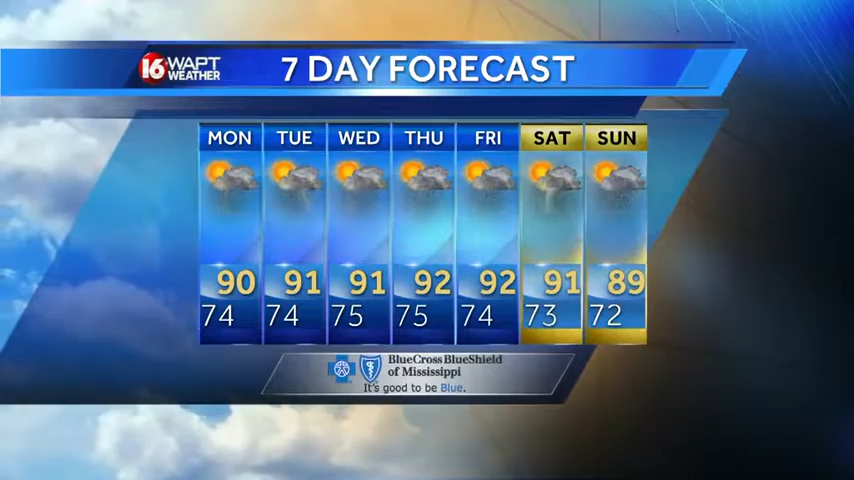 16 WAPT
WEATHER
7 DAY FORECAST
MON TUE WED THU FRI SAT SUN
90 91 91 92 92 91 89
74 74 75 75 74 73 72
BlueCross BlueShield
of Mississippi
It's good to be Blue.